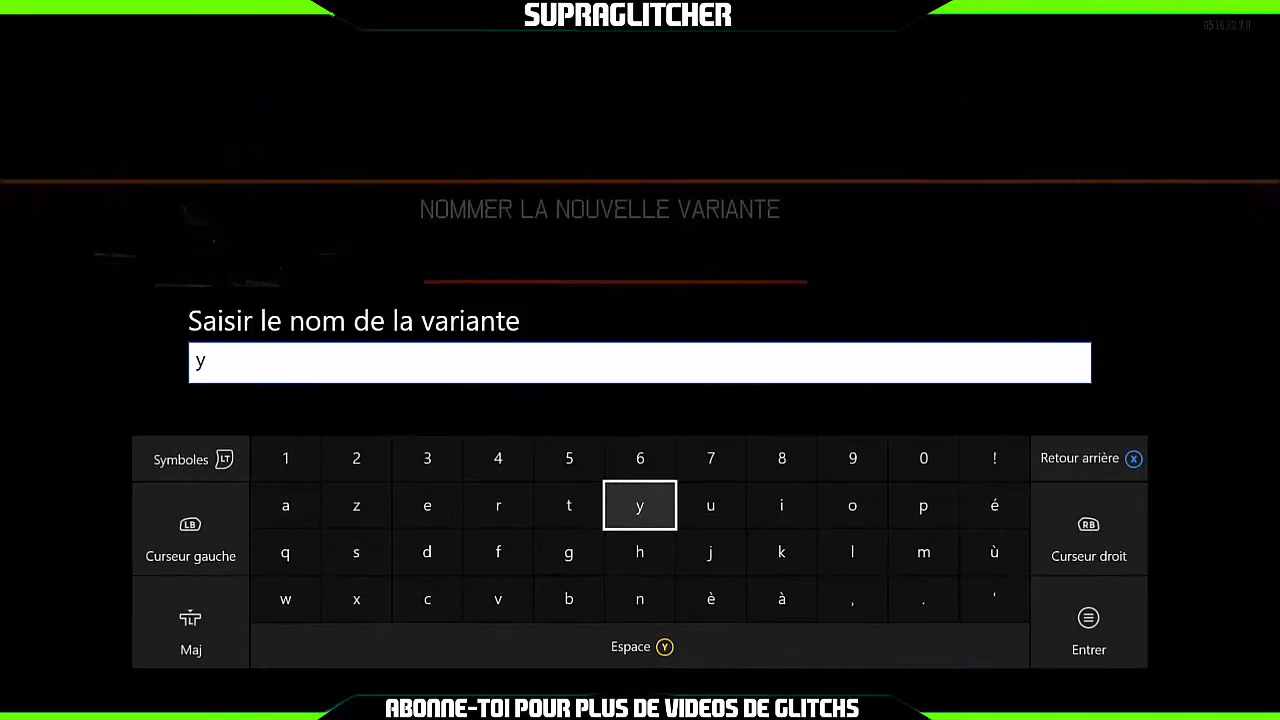 SUPRAGLITCHER
NOMMER LA NOUVELLE VARIANTE
Saisir le nom de la variante
y
Symboles LT 1 2 3 4 5 6 7 8 9 0 ! Retour arrière X
a z e r t y u i o p é
LB Curseur gauche q s d f g h j k l m ù RB Curseur droit
w x c v b n è à , . '
Maj Espace Y Entrer
ABONNE-TOI POUR PLUS DE VIDEOS DE GLITCHS